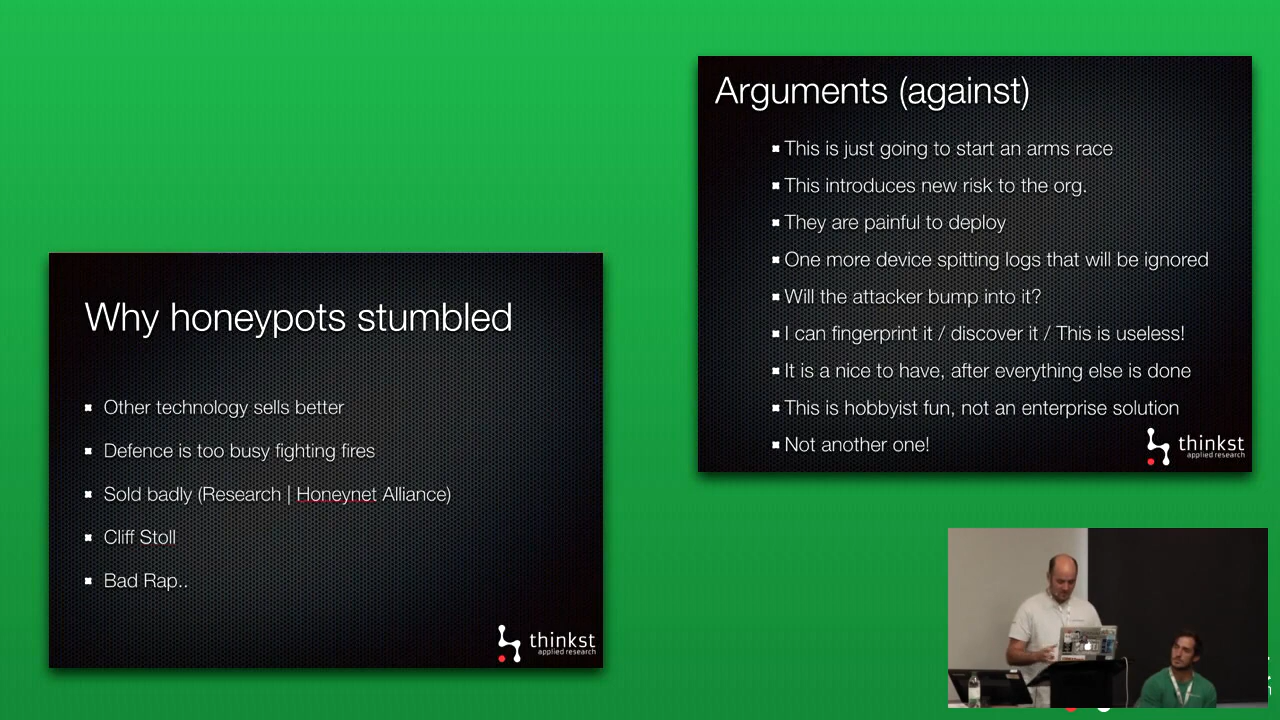 Why honeypots stumbled
Other technology sells better
Defence is too busy fighting fires
Sold badly (Research | Honeynet Alliance)
Cliff Stoll
Bad Rap..
thinkst
applied research
Arguments (against)
This is just going to start an arms race
This introduces new risk to the org.
They are painful to deploy
One more device spitting logs that will be ignored
Will the attacker bump into it?
I can fingerprint it / discover it / This is useless!
It is a nice to have, after everything else is done
This is hobbyist fun, not an enterprise solution
Not another one!
thinkst
applied research